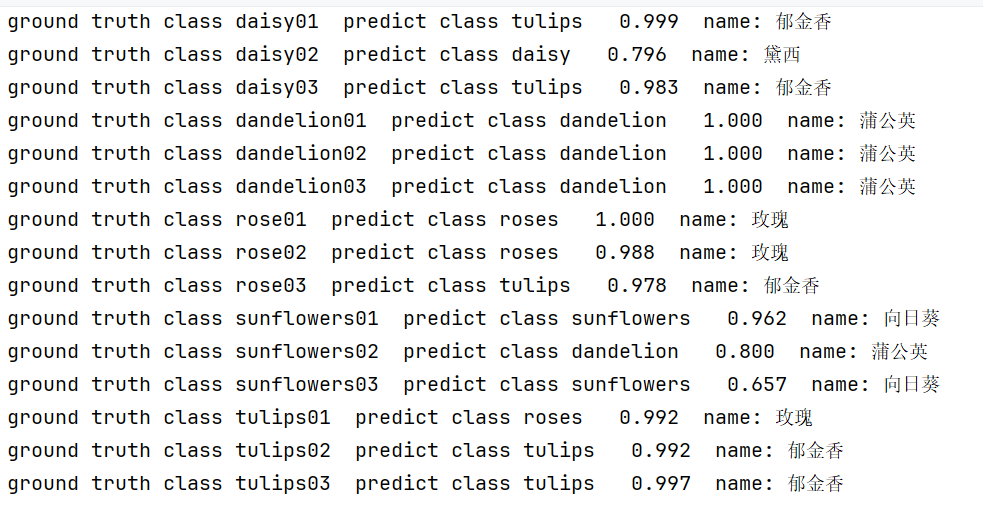 ground truth class daisy01  predict class tulips   0.999  name: 郁金香
ground truth class daisy02  predict class daisy   0.796  name: 黛西
ground truth class daisy03  predict class tulips   0.983  name: 郁金香
ground truth class dandelion01  predict class dandelion   1.000  name: 蒲公英
ground truth class dandelion02  predict class dandelion   1.000  name: 蒲公英
ground truth class dandelion03  predict class dandelion   1.000  name: 蒲公英
ground truth class rose01  predict class roses   1.000  name: 玫瑰
ground truth class rose02  predict class roses   0.988  name: 玫瑰
ground truth class rose03  predict class tulips   0.978  name: 郁金香
ground truth class sunflowers01  predict class sunflowers   0.962  name: 向日葵
ground truth class sunflowers02  predict class dandelion   0.800  name: 蒲公英
ground truth class sunflowers03  predict class sunflowers   0.657  name: 向日葵
ground truth class tulips01  predict class roses   0.992  name: 玫瑰
ground truth class tulips02  predict class tulips   0.992  name: 郁金香
ground truth class tulips03  predict class tulips   0.997  name: 郁金香